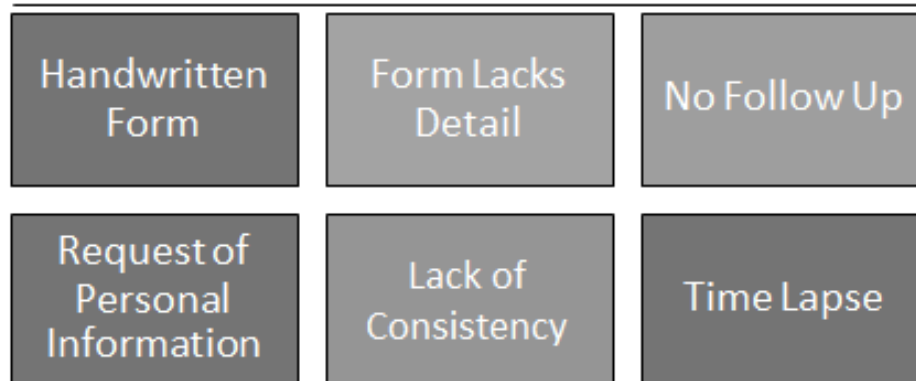 Handwritten
Form
Form Lacks
Detail
No Follow Up
Request of
Personal
Information
Lack of
Consistency
Time Lapse